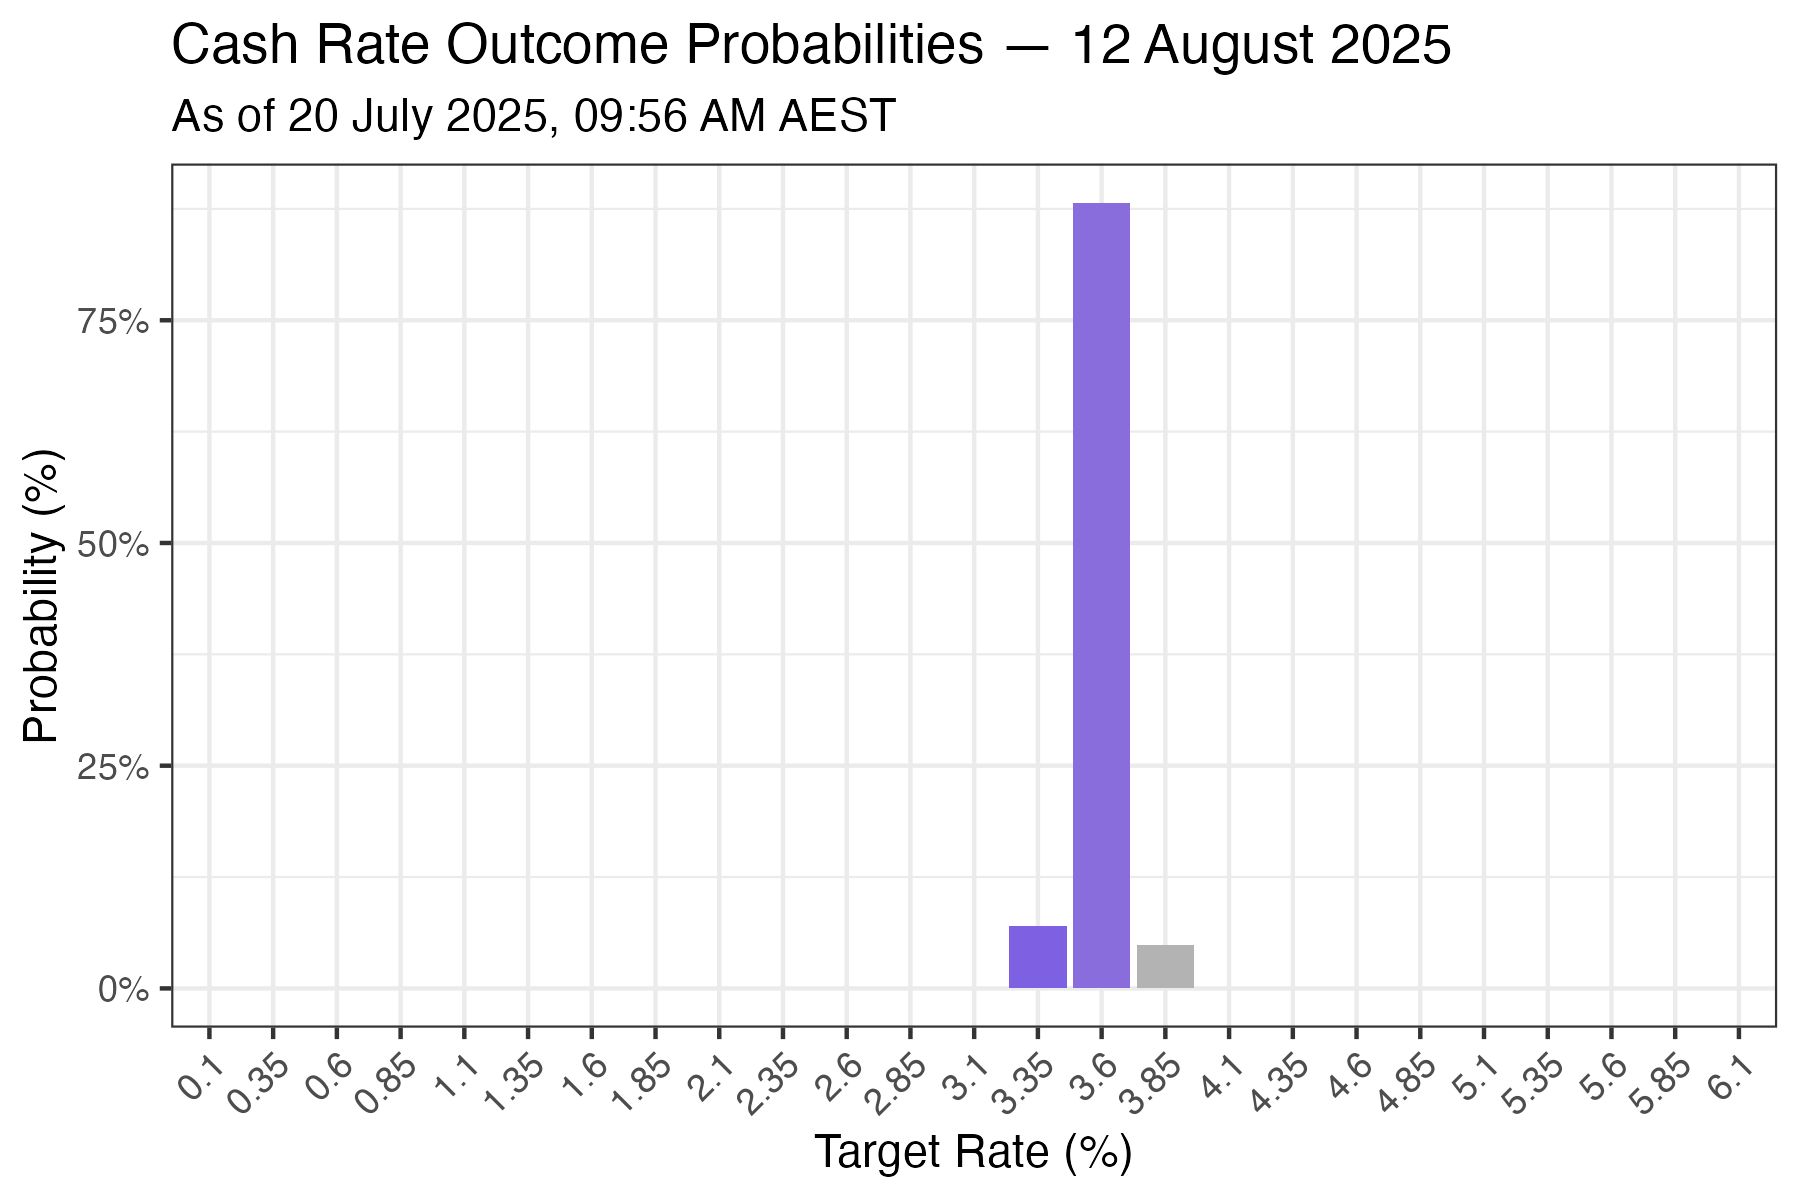 Cash Rate Outcome Probabilities — 12 August 2025
As of 20 July 2025, 09:56 AM AEST
Probability (%)
75%
50%
25%
0%
0.1 0.35 0.6 0.85 1.1 1.35 1.6 1.85 2.1 2.35 2.6 2.85 3.1 3.35 3.6 3.85 4.1 4.35 4.6 4.85 5.1 5.35 5.6 5.85 6.1
Target Rate (%)